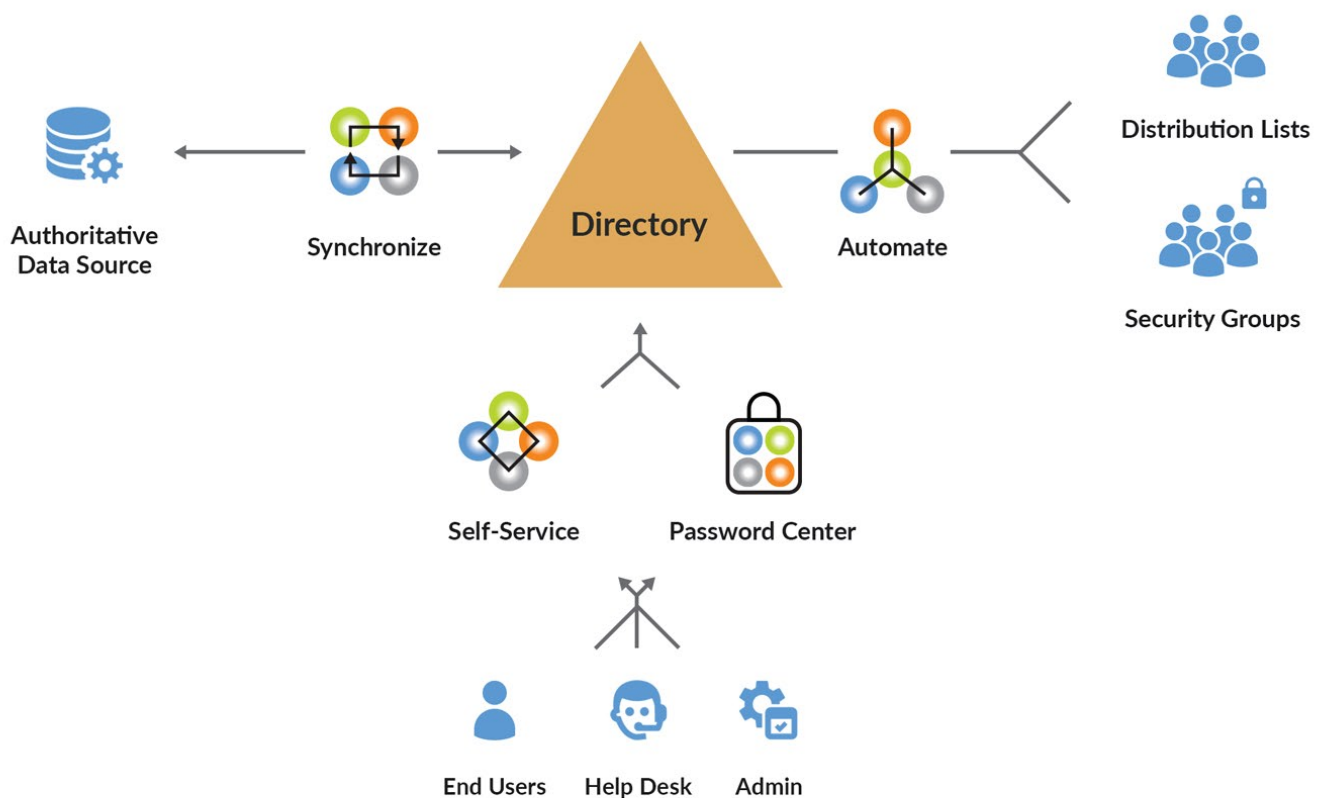 Distribution Lists
Directory
Authoritative
Data Source
Synchronize
Automate
Security Groups
Self-Service
Password Center
End Users
Help Desk
Admin